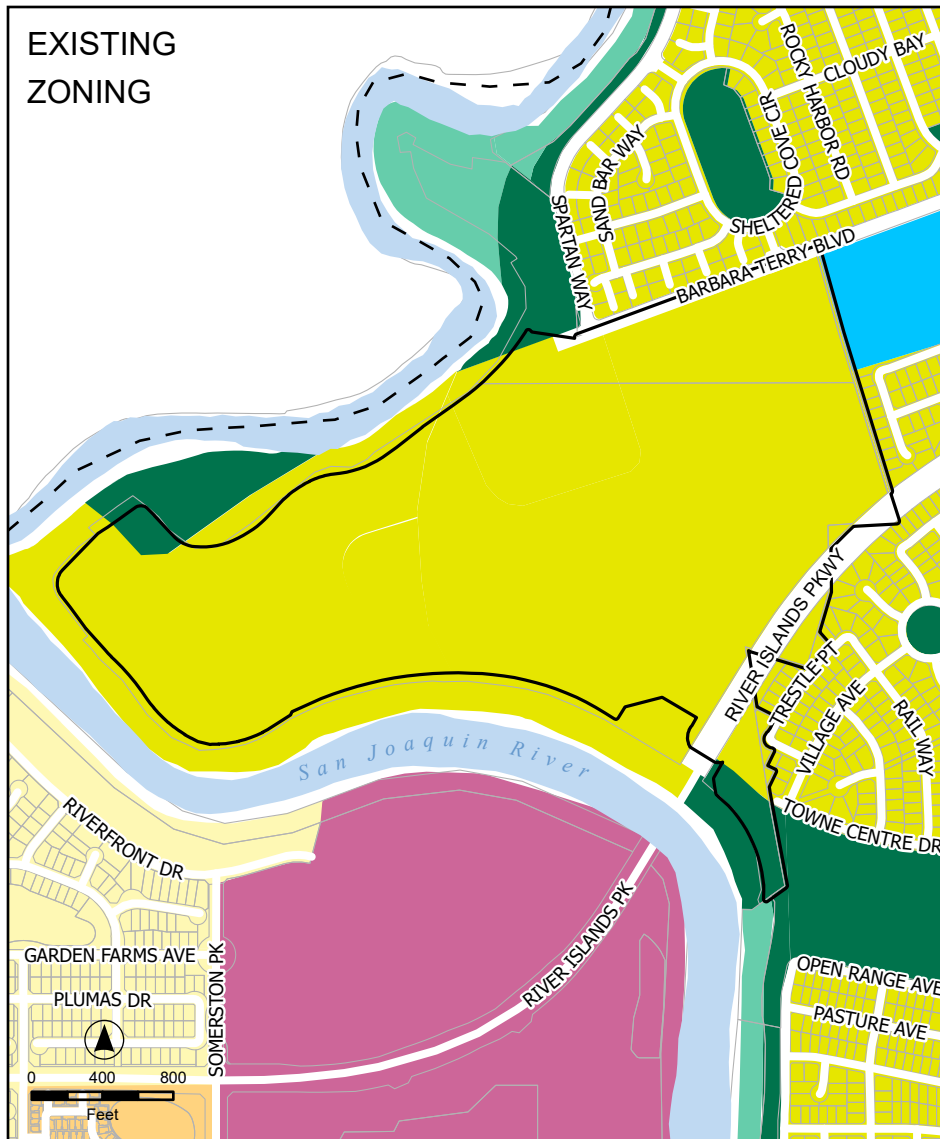 EXISTING
ZONING
ROCKY HARBOR RD
CLOUDY BAY
SAND BAR WAY
SHELTERED COVE CIR
SPARTAN WAY
BARBARA TERRY BLVD
RIVER ISLANDS PKWY
TRESTLE PT
VILLAGE AVE
RAIL WAY
San Joaquin River
TOWNE CENTRE DR
RIVERFRONT DR
RIVER ISLANDS PK
GARDEN FARMS AVE
SOMERSTON PK
OPEN RANGE AVE
PLUMAS DR
PASTURE AVE
0 400 800
Feet